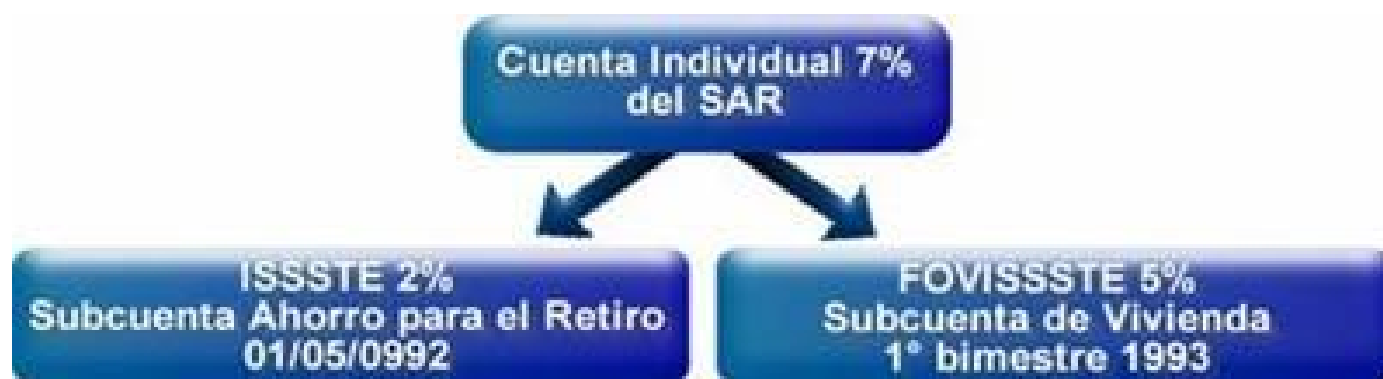 Cuenta Individual 7%
del SAR
ISSSTE 2%
Subcuenta Ahorro para el Retiro
01/05/0992
FOVISSSTE 5%
Subcuenta de Vivienda
1° bimestre 1993